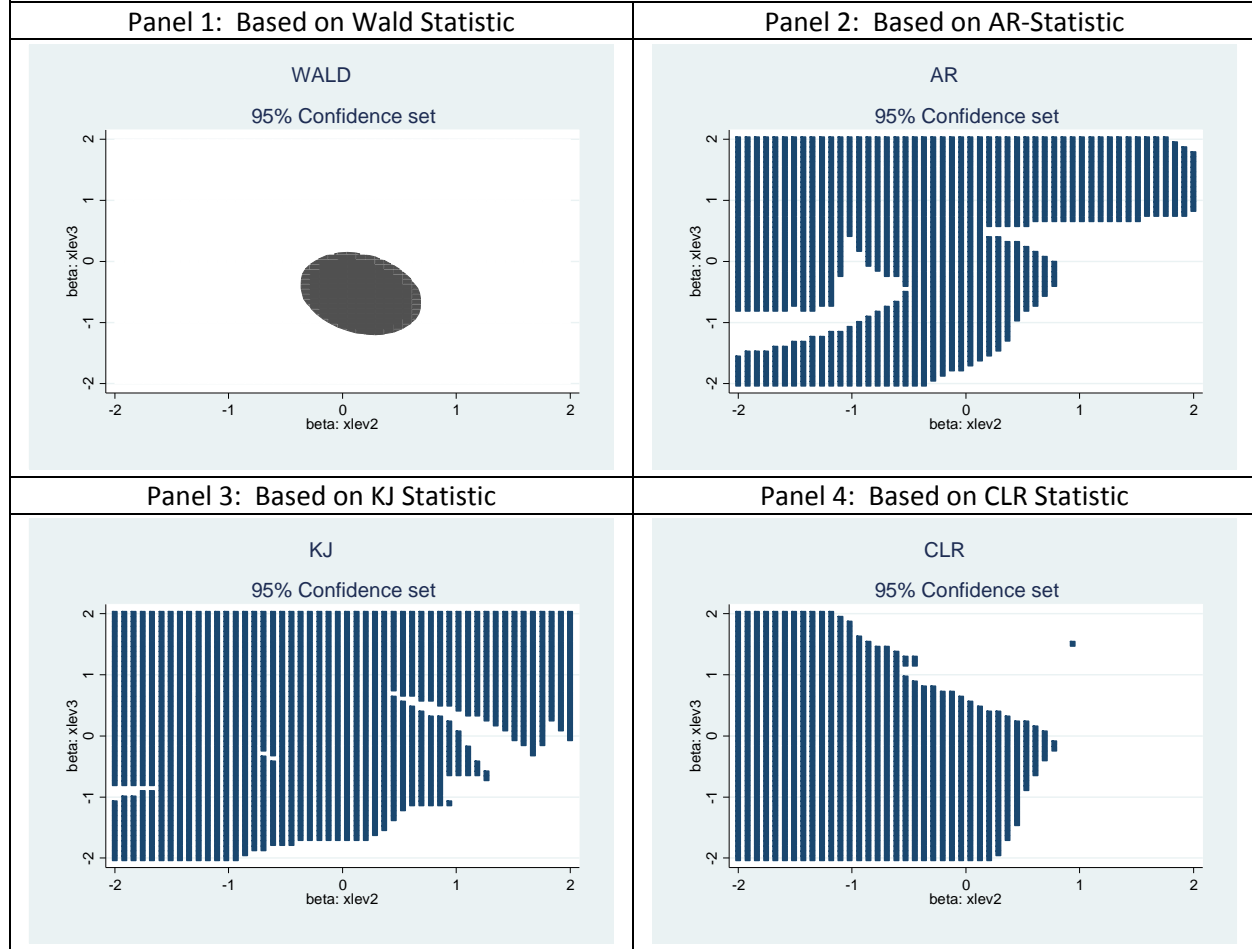 Panel 1: Based on Wald Statistic
Panel 2: Based on AR-Statistic
WALD
95% Confidence set
2
1
0
-1
-2
beta: xlev3
-2 -1 0 1 2
beta: xlev2
AR
95% Confidence set
2
1
0
-1
-2
beta: xlev3
-2 -1 0 1 2
beta: xlev2
Panel 3: Based on KJ Statistic
Panel 4: Based on CLR Statistic
KJ
95% Confidence set
2
1
0
-1
-2
beta: xlev3
-2 -1 0 1 2
beta: xlev2
CLR
95% Confidence set
2
1
0
-1
-2
beta: xlev3
-2 -1 0 1 2
beta: xlev2